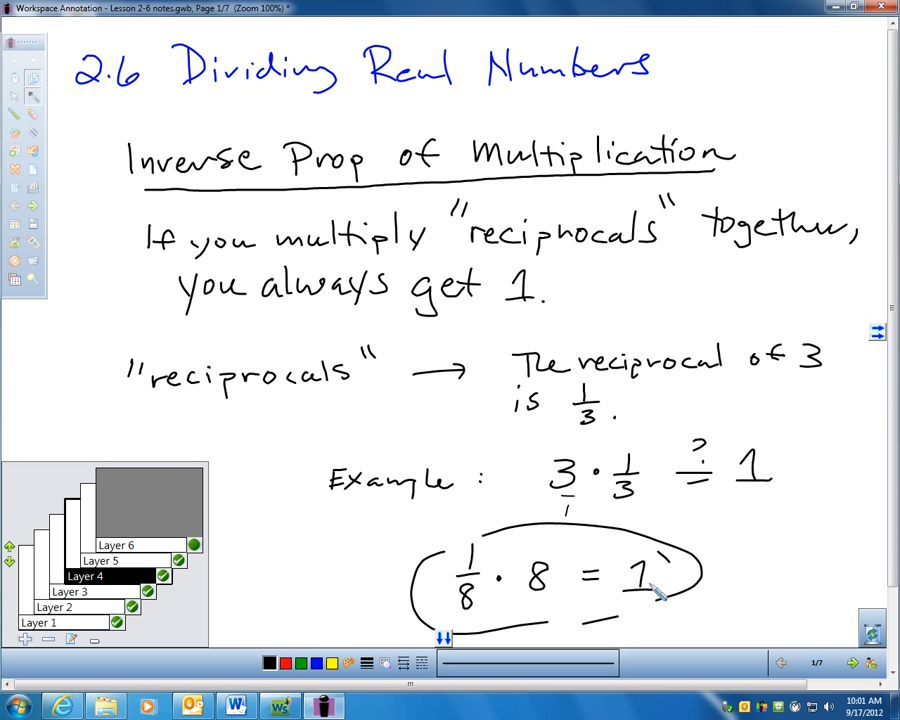 Workspace Annotation - Lesson 2-6 notes.gwb, Page 1/7 (Zoom 100%) *
2.6 Dividing Real Numbers
Inverse Prop of Multiplication
If you multiply "reciprocals" together,
you always get 1.
"reciprocals" → The reciprocal of 3
is 1/3.
Example: 3/1 · 1/3 ≟ 1
1/8 · 8 = 1
Layer 6
Layer 5
Layer 4
Layer 3
Layer 2
Layer 1
1/7
10:01 AM
9/17/2012